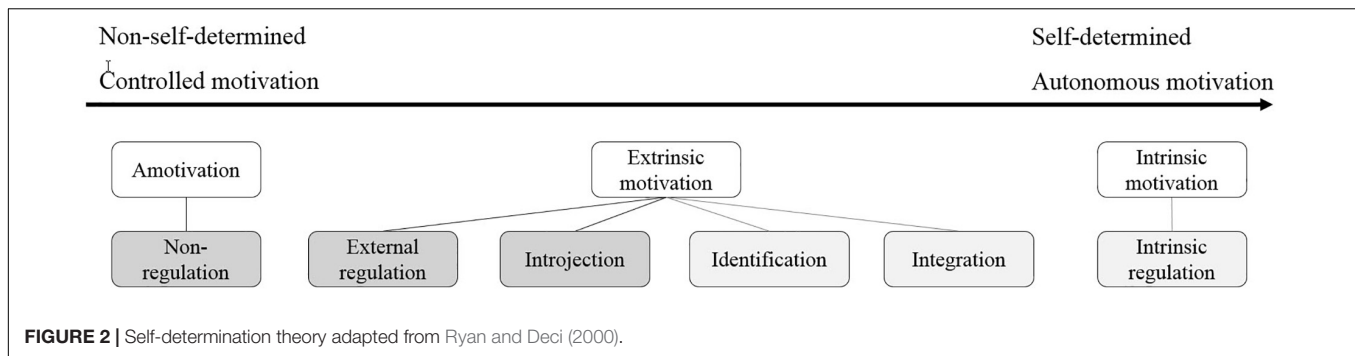 Non-self-determined
Self-determined
Controlled motivation
Autonomous motivation
Amotivation
Extrinsic
motivation
Intrinsic
motivation
Non-
regulation
External
regulation
Introjection
Identification
Integration
Intrinsic
regulation
FIGURE 2 | Self-determination theory adapted from Ryan and Deci (2000).